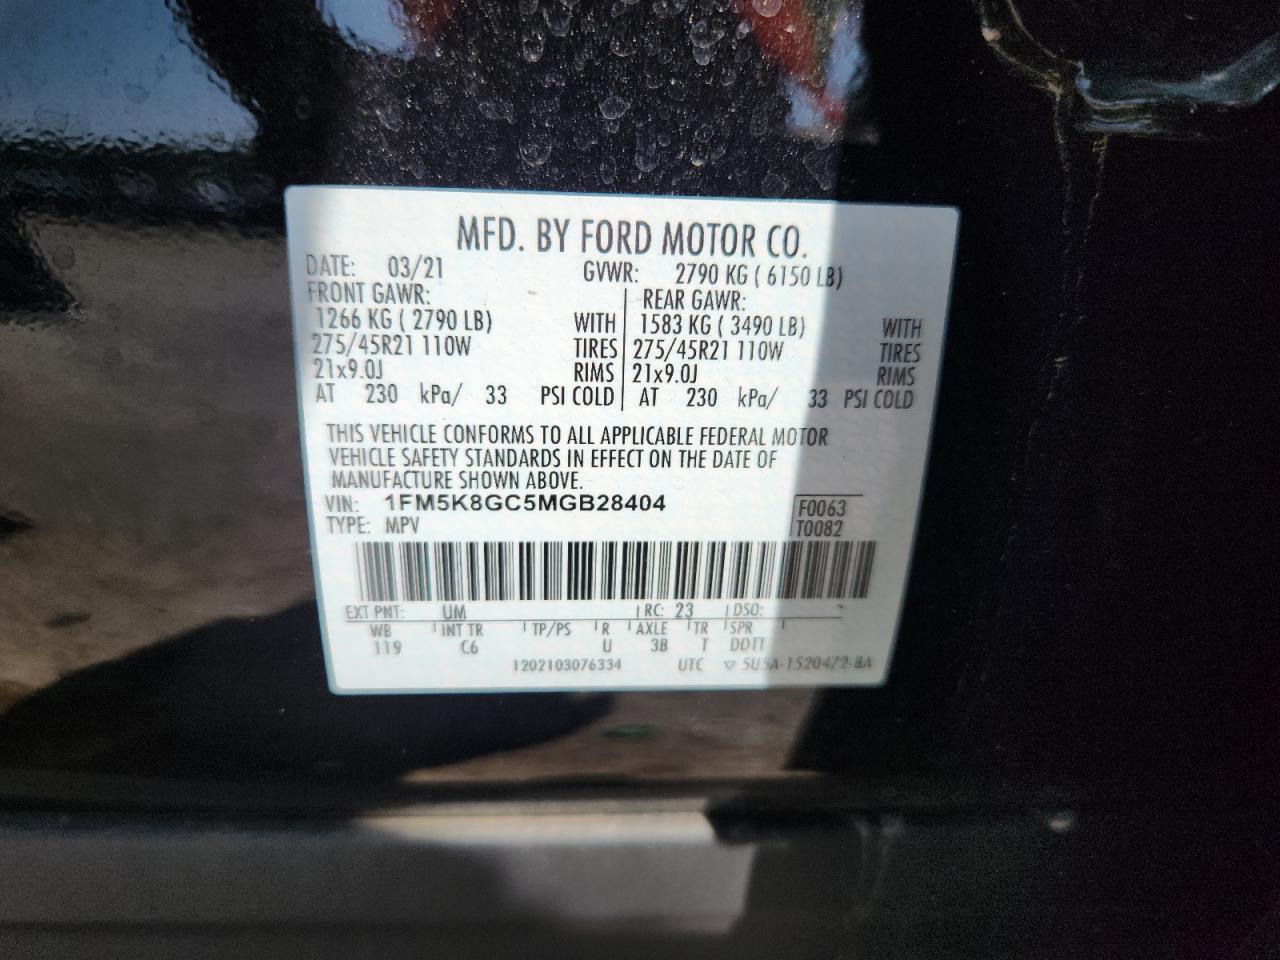 MFD. BY FORD MOTOR CO.
DATE: 03/21 GVWR: 2790 KG ( 6150 LB)
FRONT GAWR: REAR GAWR:
1266 KG ( 2790 LB) WITH 1583 KG ( 3490 LB) WITH
275/45R21 110W TIRES 275/45R21 110W TIRES
21x9.0J RIMS 21x9.0J RIMS
AT 230 kPa/ 33 PSI COLD AT 230 kPa/ 33 PSI COLD
THIS VEHICLE CONFORMS TO ALL APPLICABLE FEDERAL MOTOR
VEHICLE SAFETY STANDARDS IN EFFECT ON THE DATE OF
MANUFACTURE SHOWN ABOVE.
VIN: 1FM5K8GC5MGB28404 F0063
TYPE: MPV T0082
EXT PNT: UM RC: 23 DSO:
WB INT TR TP/PS R AXLE TR SPR
119 C6 U 3B T DDTT
1202103076334 UTC ▽ 5U5A-1520472-BA